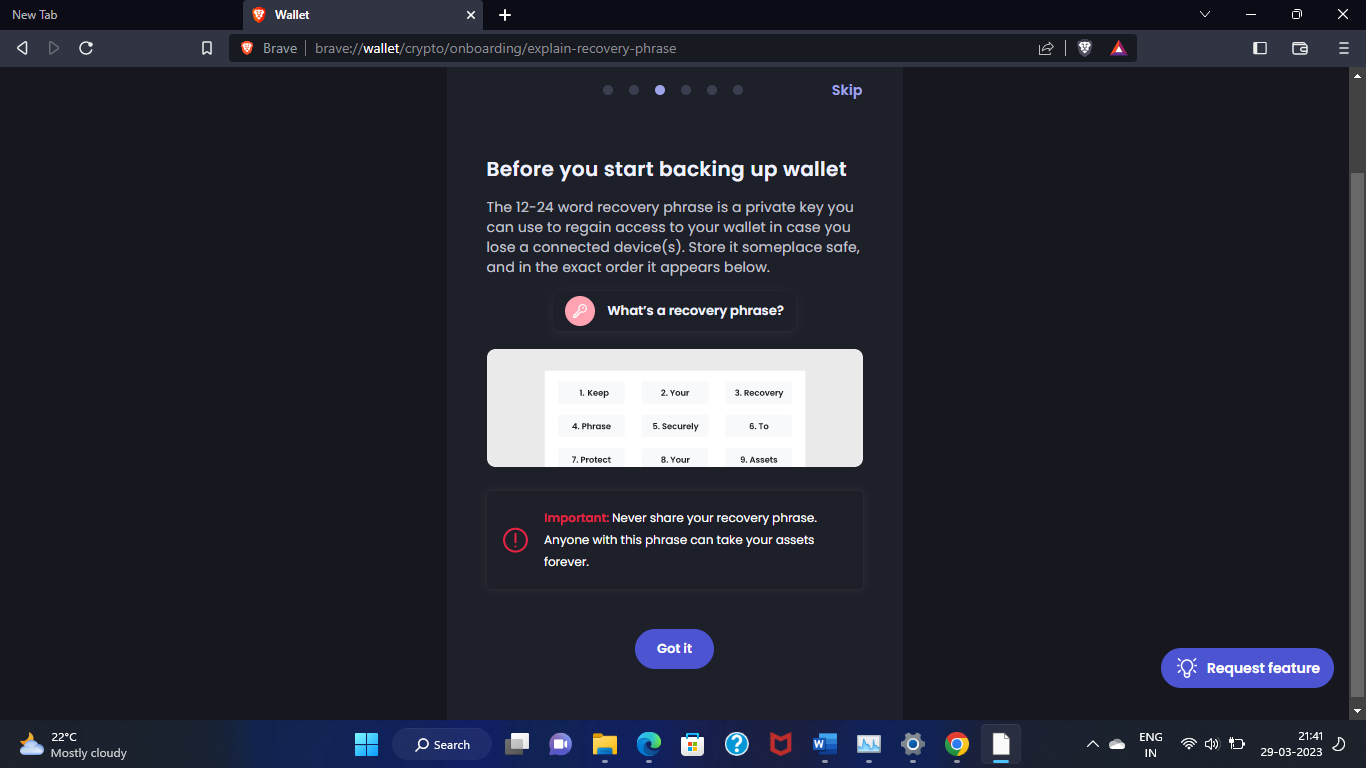 New Tab
Wallet
Brave
brave://wallet/crypto/onboarding/explain-recovery-phrase
Skip
Before you start backing up wallet
The 12-24 word recovery phrase is a private key you
can use to regain access to your wallet in case you
lose a connected device(s). Store it someplace safe,
and in the exact order it appears below.
What's a recovery phrase?
1. Keep 2. Your 3. Recovery
4. Phrase 5. Securely 6. To
7. Protect 8. Your 9. Assets
Important: Never share your recovery phrase.
Anyone with this phrase can take your assets
forever.
Got it
Request feature
22°C
Mostly cloudy
Search
ENG
IN
21:41
29-03-2023